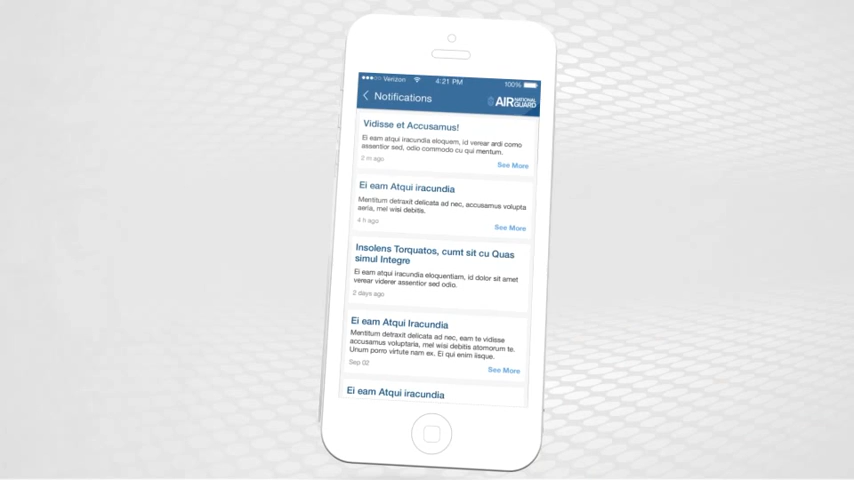 Verizon 4:21 PM 100%
Notifications AIR NATIONAL GUARD
Vidisse et Accusamus!
Ei eam atqui iracundia eloquam, id verear ardi como
assentior sed, odio commodo cu qui mentum.
2 m ago
See More
Ei eam Atqui iracundia
Mentitum detraxit delicata ad nec, accusamus volupta
aeria, mel wisi debitis.
4 h ago
See More
Insolens Torquatos, cumt sit cu Quas
simul Integre
Ei eam atqui iracundia eloquentiam, id dolor sit amet
verear viderer assentior sed odio.
2 days ago
Ei eam Atqui Iracundia
Mentitum detraxit delicata ad nec, eam te vidisse
accusamus voluptaria, mel wisi debitis atomorum te.
Unum porro virtute nam ex. Ei qui enim iisque.
Sep 02
See More
Ei eam Atqui iracundia